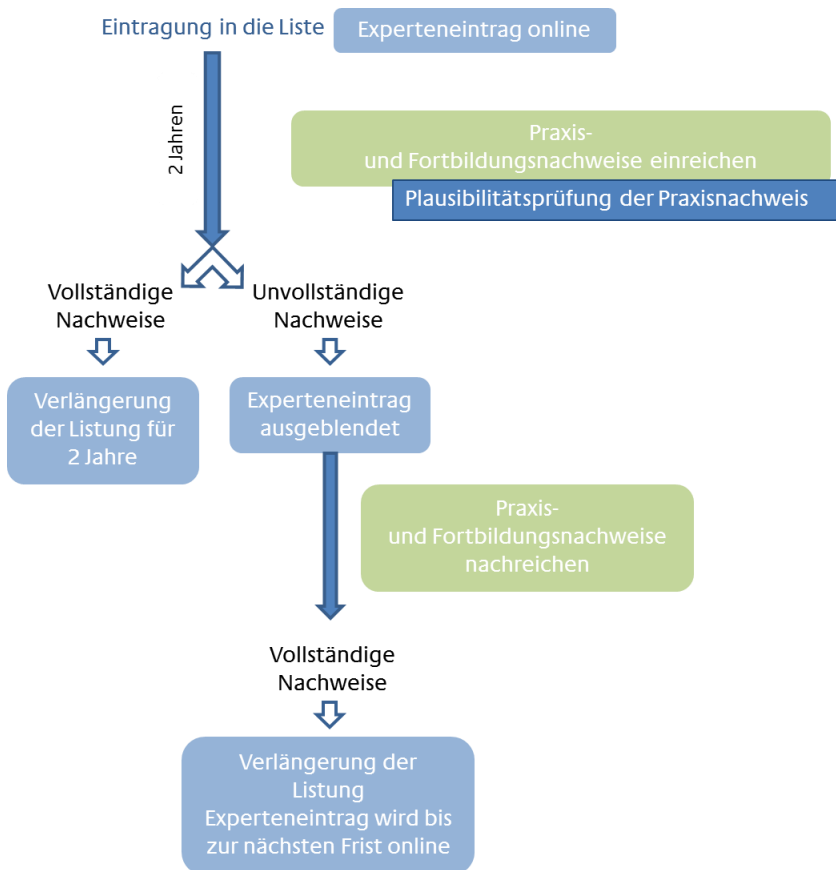 Eintragung in die Liste
Experteneintrag online
2 Jahren
Praxis-
und Fortbildungsnachweise einreichen
Plausibilitätsprüfung der Praxisnachweis
Vollständige
Nachweise
Unvollständige
Nachweise
Verlängerung
der Listung für
2 Jahre
Experteneintrag
ausgeblendet
Praxis-
und Fortbildungsnachweise
nachreichen
Vollständige
Nachweise
Verlängerung der
Listung
Experteneintrag wird bis
zur nächsten Frist online